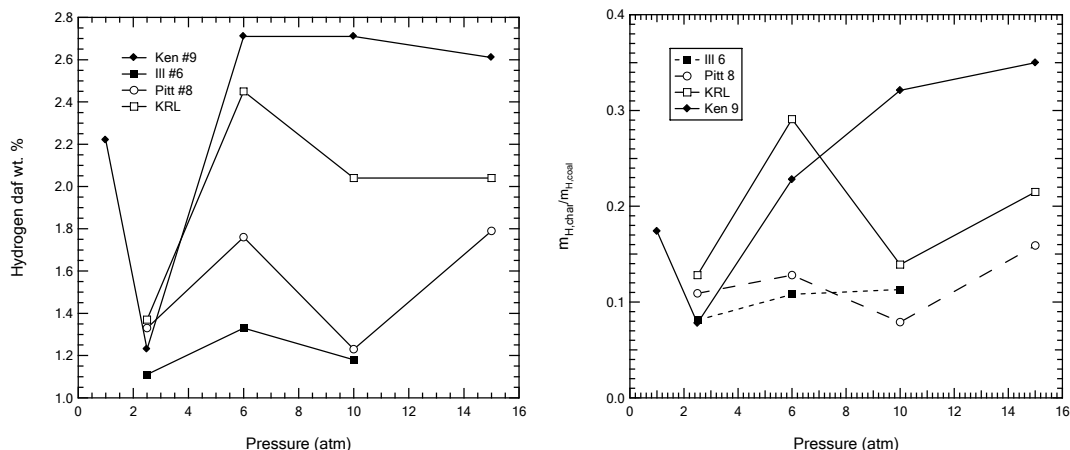 2.8
2.6
2.4
2.2
2.0
1.8
1.6
1.4
1.2
1.0
Hydrogen daf wt. %
Ken #9
Ill #6
Pitt #8
KRL
0 2 4 6 8 10 12 14 16
Pressure (atm)
0.4
0.3
0.2
0.1
0.0
m_H,char/m_H,coal
Ill 6
Pitt 8
KRL
Ken 9
0 2 4 6 8 10 12 14 16
Pressure (atm)